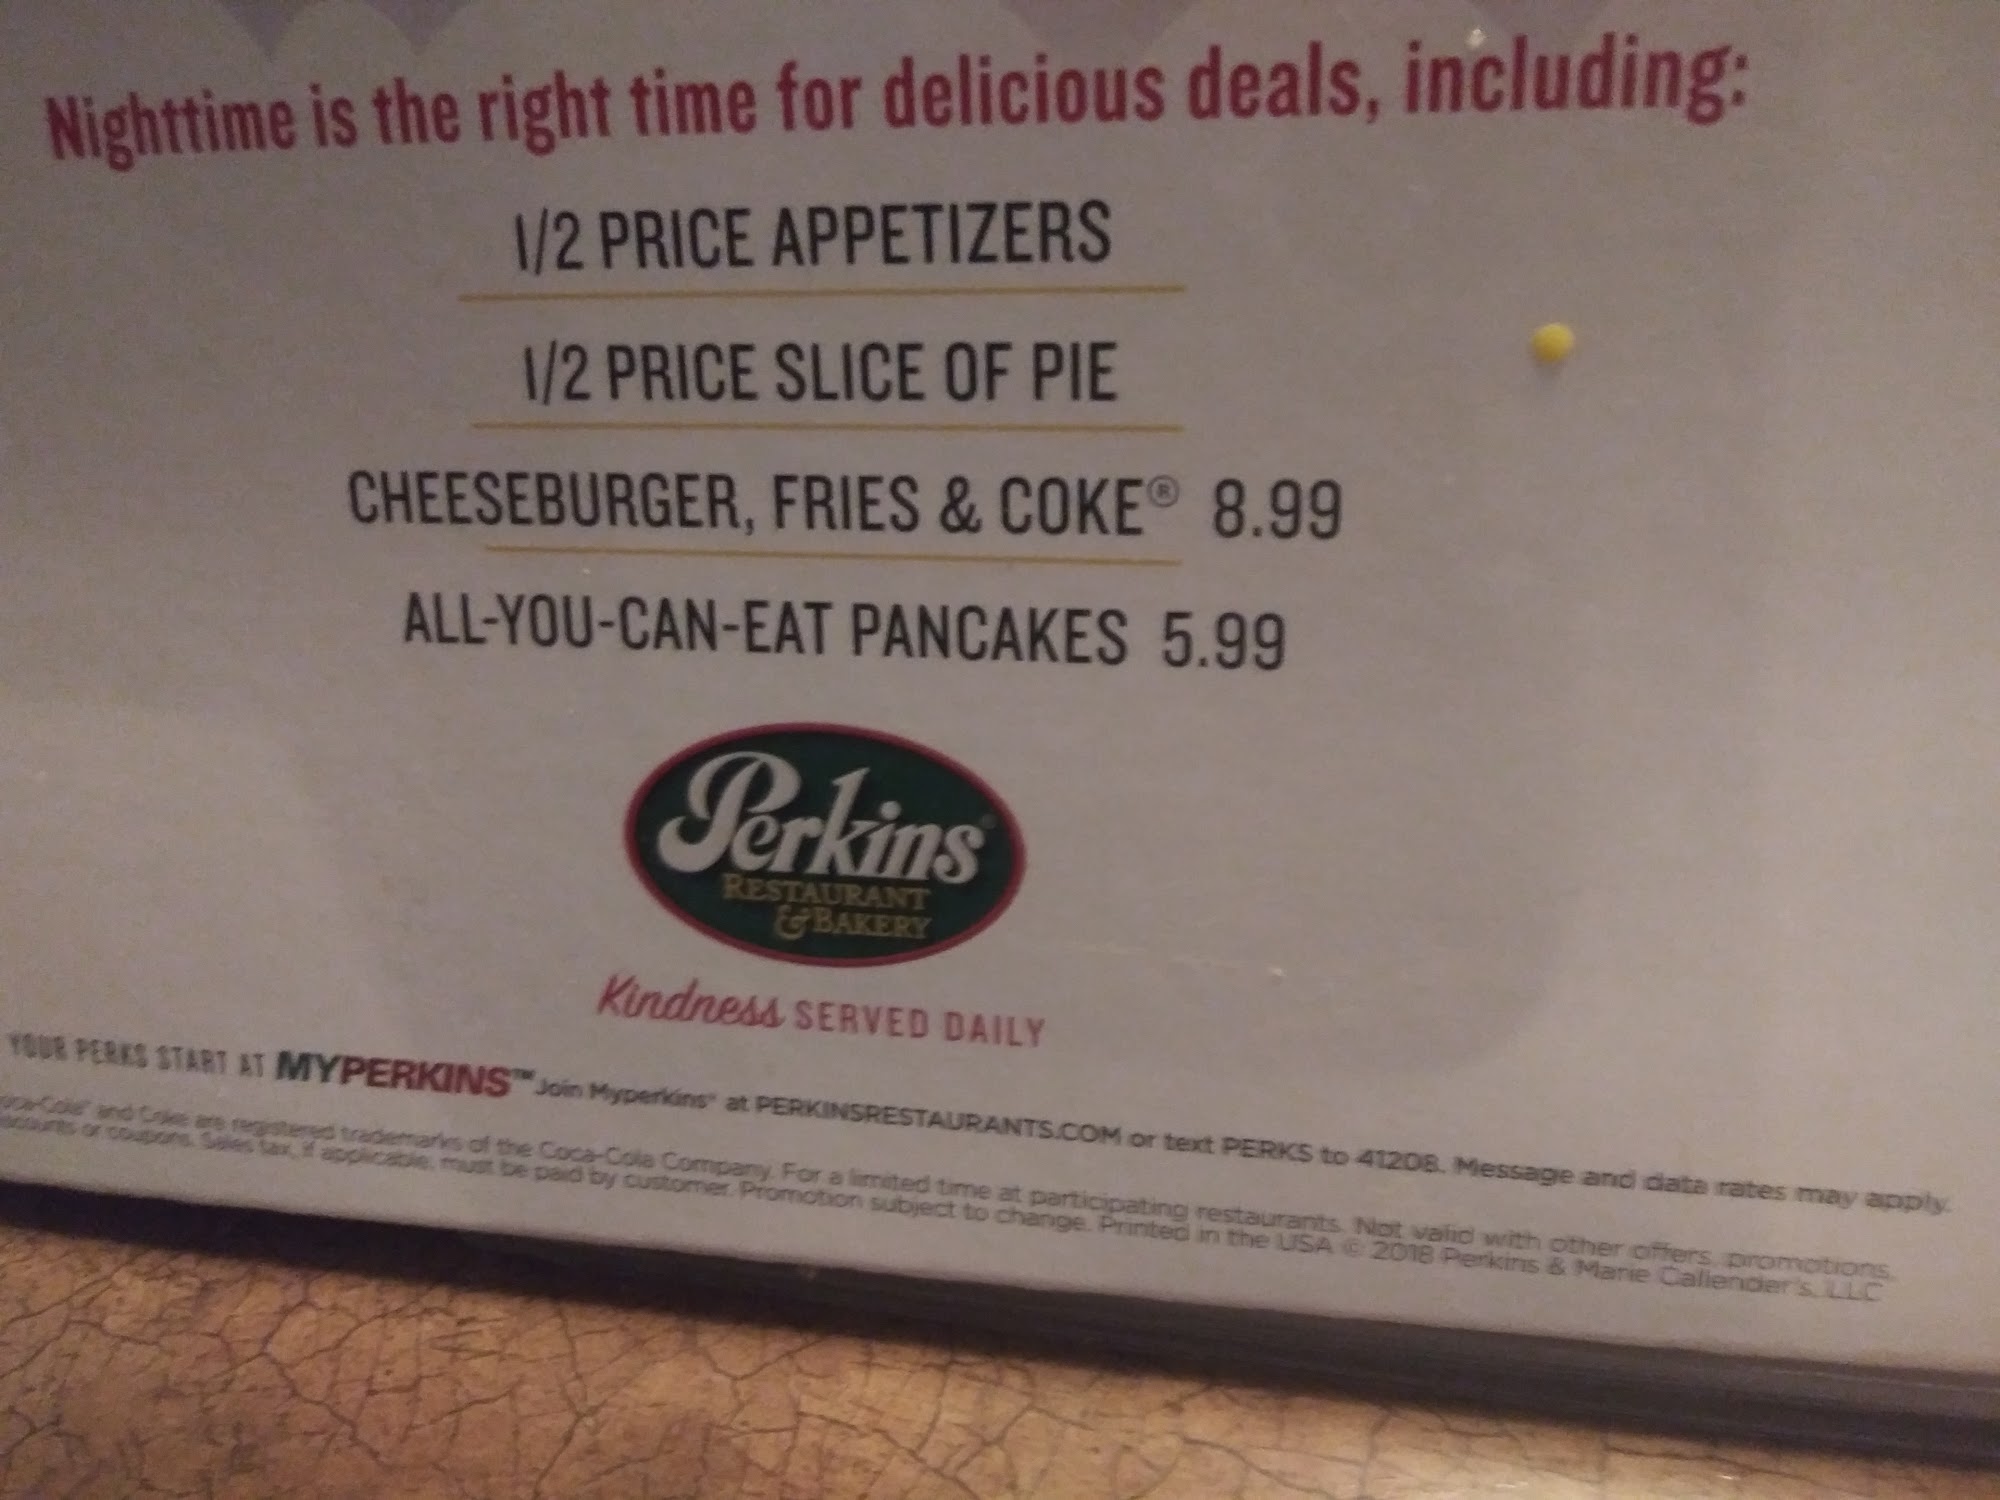 Nighttime is the right time for delicious deals, including:
1/2 PRICE APPETIZERS
1/2 PRICE SLICE OF PIE
CHEESEBURGER, FRIES & COKE® 8.99
ALL-YOU-CAN-EAT PANCAKES 5.99
Perkins®
RESTAURANT
& BAKERY
Kindness SERVED DAILY
YOUR PERKS START AT MYPERKINS™ Join Myperkins® at PERKINSRESTAURANTS.COM or text PERKS to 41208. Message and data rates may apply.
and Coke are registered trademarks of the Coca-Cola Company. For a limited time at participating restaurants. Not valid with other offers, promotions,
or coupons. Sales tax, if applicable, must be paid by customer. Promotion subject to change. Printed in the USA © 2018 Perkins & Marie Callender's, LLC